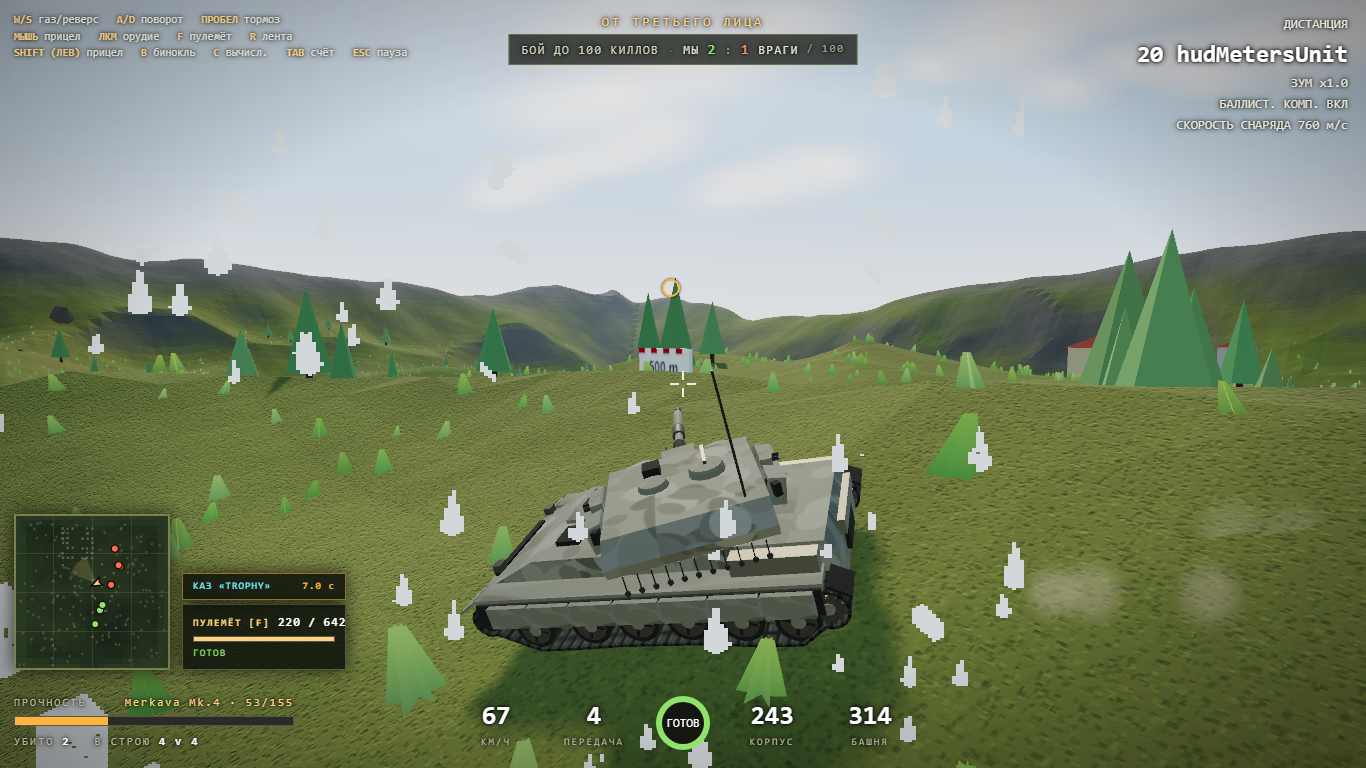 W/S газ/реверс A/D поворот ПРОБЕЛ тормоз
МЫШЬ прицел ЛКМ орудие F пулемёт R лента
SHIFT (ЛЕВ) прицел B бинокль C вычисл. TAB счёт ESC пауза
ОТ ТРЕТЬЕГО ЛИЦА
БОЙ ДО 100 КИЛЛОВ · МЫ 2 : 1 ВРАГИ / 100
ДИСТАНЦИЯ
20 hudMetersUnit
ЗУМ x1.0
БАЛЛИСТ. КОМП. ВКЛ
СКОРОСТЬ СНАРЯДА 760 м/с
500 m
КАЗ «TROPHY» 7.0 с
ПУЛЕМЁТ [F] 220 / 642
ГОТОВ
ПРОЧНОСТЬ Merkava Mk.4 · 53/155
УБИТО 2 В СТРОЮ 4 v 4
67 КМ/Ч
4 ПЕРЕДАЧА
ГОТОВ
243 КОРПУС
314 БАШНЯ